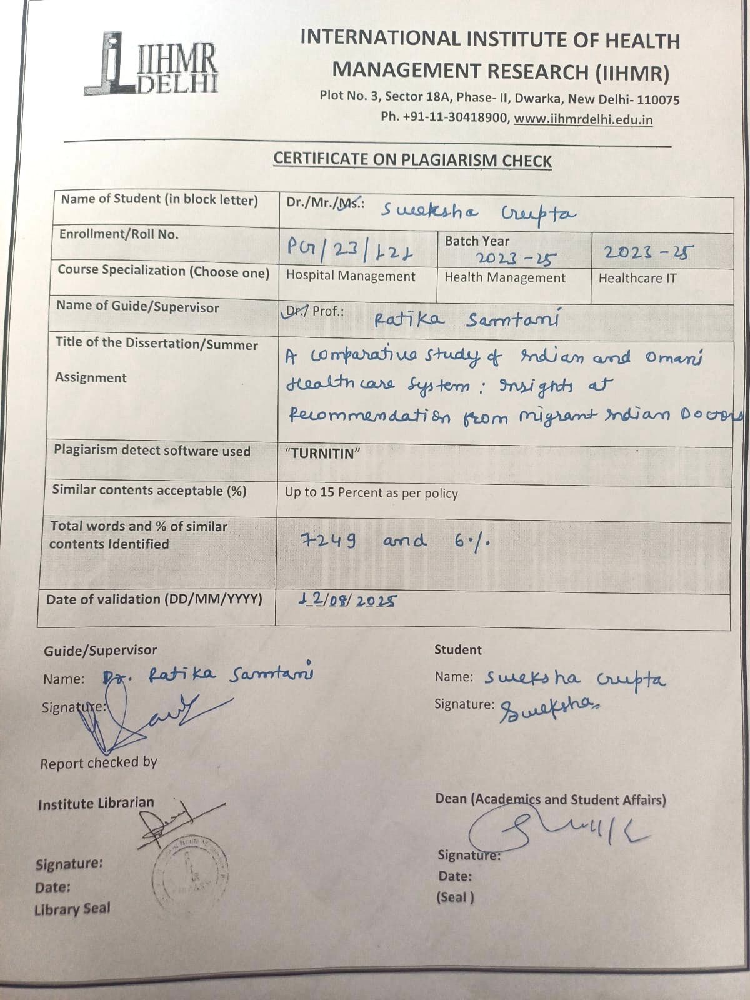 IIHMR
DELHI
INTERNATIONAL INSTITUTE OF HEALTH
MANAGEMENT RESEARCH (IIHMR)
Plot No. 3, Sector 18A, Phase- II, Dwarka, New Delhi- 110075
Ph. +91-11-30418900, www.iihmrdelhi.edu.in
CERTIFICATE ON PLAGIARISM CHECK
Name of Student (in block letter) Dr./Mr./Ms.: Sweksha Gupta
Enrollment/Roll No. PG/23/121 Batch Year 2023-25 2023-25
Course Specialization (Choose one) Hospital Management Health Management Healthcare IT
Name of Guide/Supervisor Dr./ Prof.: Ratika Samtani
Title of the Dissertation/Summer Assignment A comparative study of Indian and Omani
Healthcare System: Insights at
Recommendation from migrant Indian Doctors
Plagiarism detect software used "TURNITIN"
Similar contents acceptable (%) Up to 15 Percent as per policy
Total words and % of similar contents Identified 7249 and 6%
Date of validation (DD/MM/YYYY) 12/08/2025
Guide/Supervisor
Name: Dr. Ratika Samtani
Signature:
Student
Name: Sweksha Gupta
Signature: Sweksha
Report checked by
Institute Librarian
Signature:
Date:
Library Seal
Dean (Academics and Student Affairs)
Signature:
Date:
(Seal )